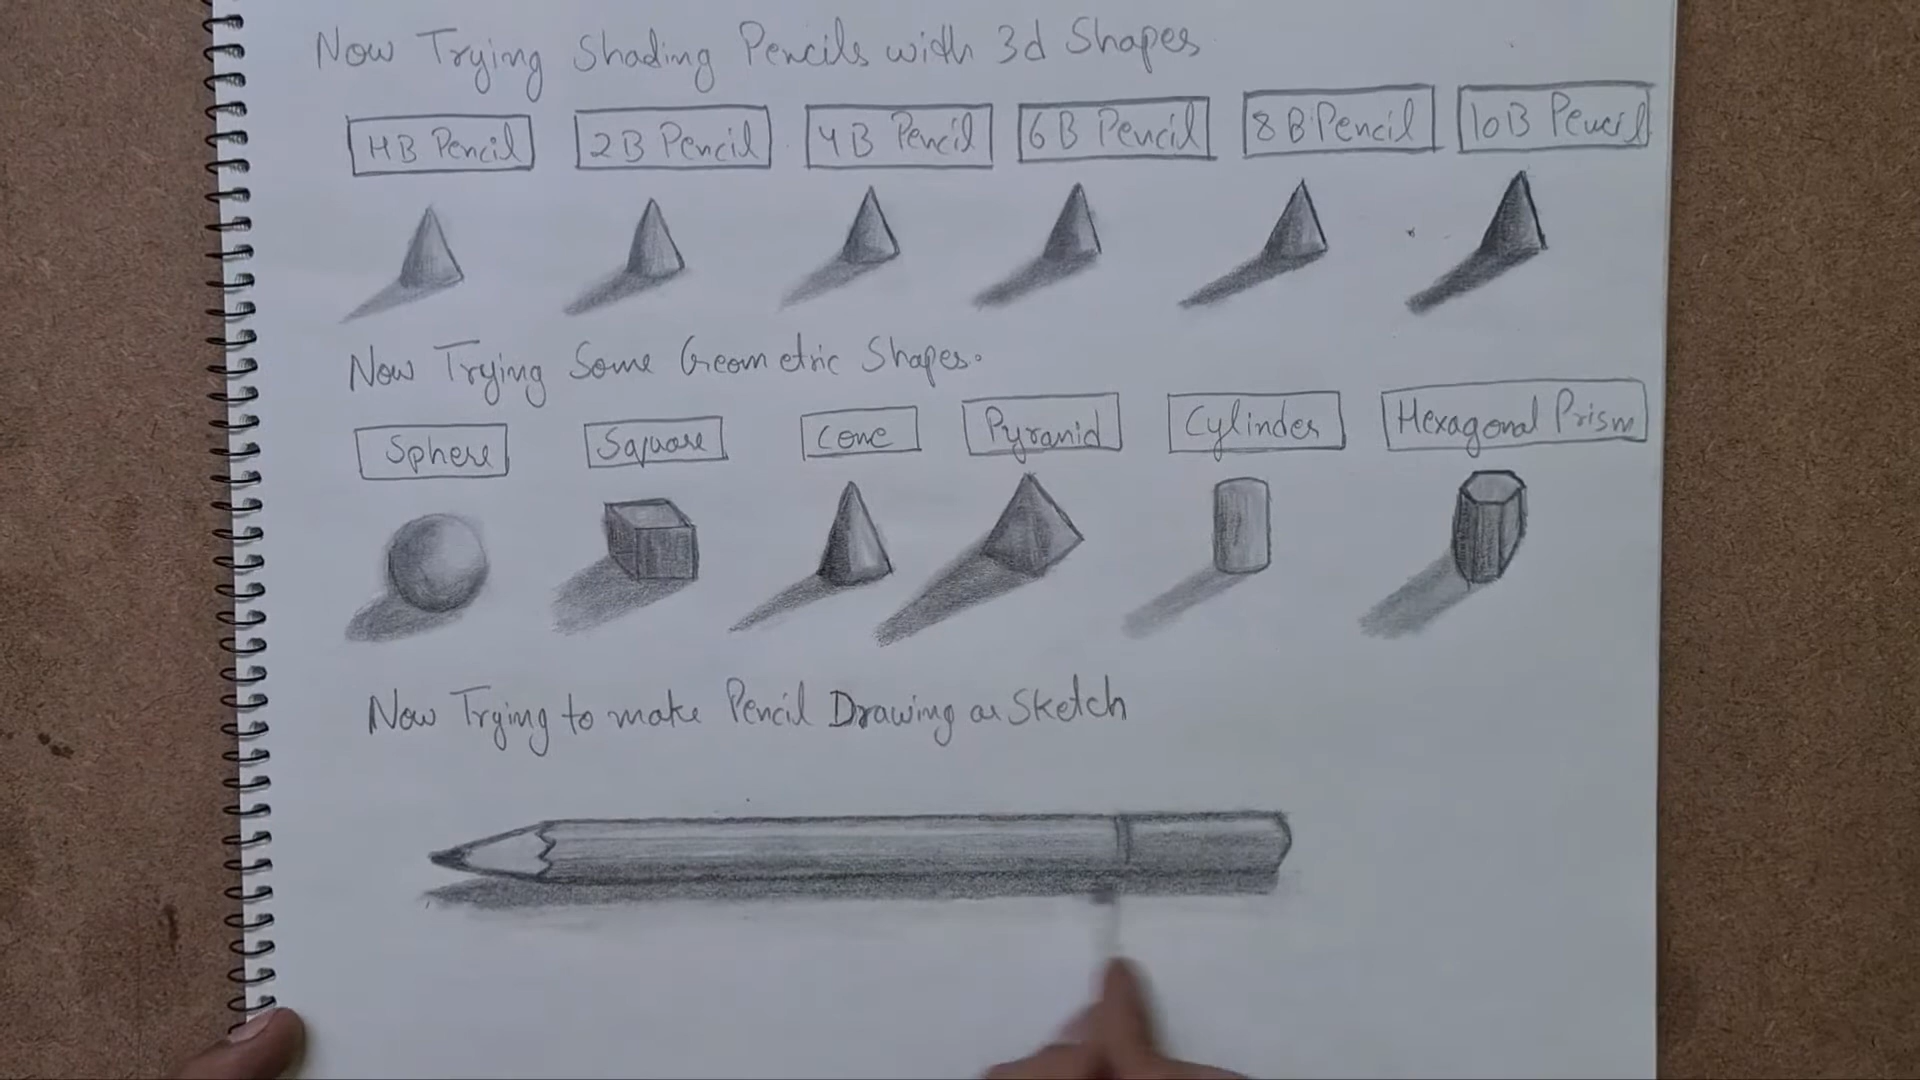 Now Trying Shading Pencils with 3d Shapes
HB Pencil 2B Pencil 4B Pencil 6B Pencil 8B Pencil 10B Pencil
Now Trying Some Geometric Shapes.
Sphere Square Cone Pyramid Cylinder Hexagonal Prism
Now Trying to make Pencil Drawing as Sketch